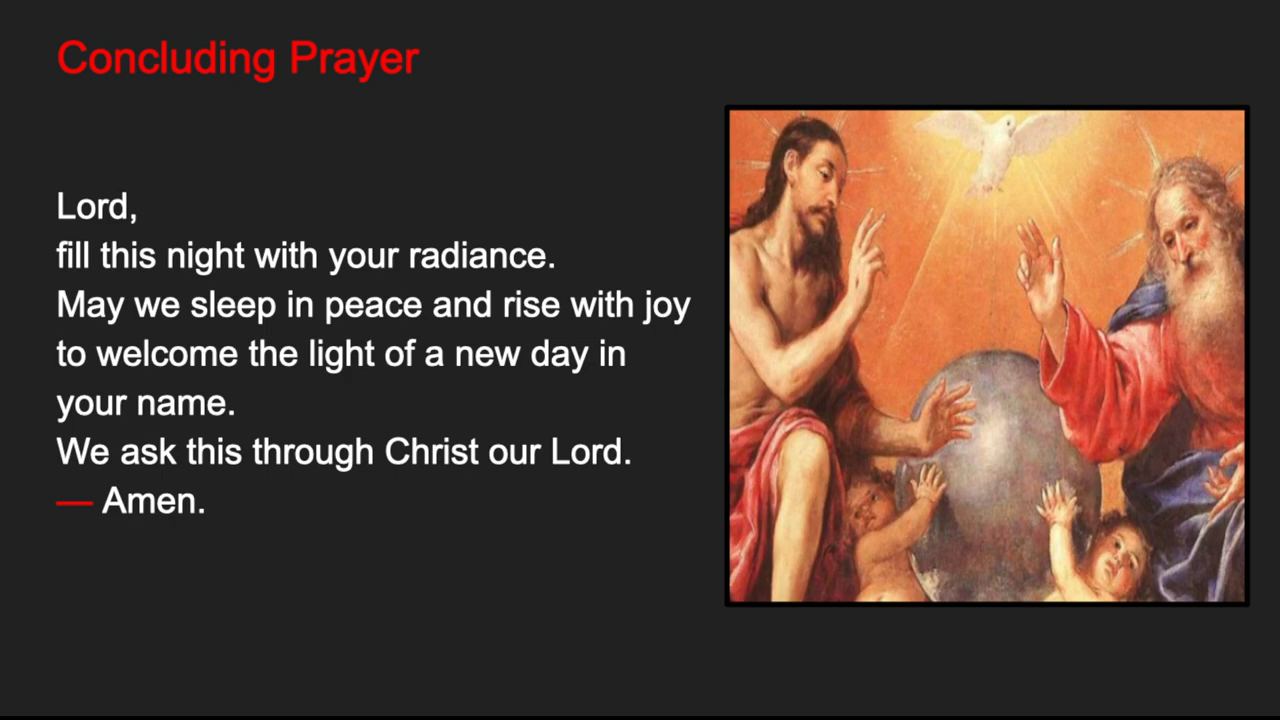 Concluding Prayer
Lord,
fill this night with your radiance.
May we sleep in peace and rise with joy
to welcome the light of a new day in
your name.
We ask this through Christ our Lord.
— Amen.